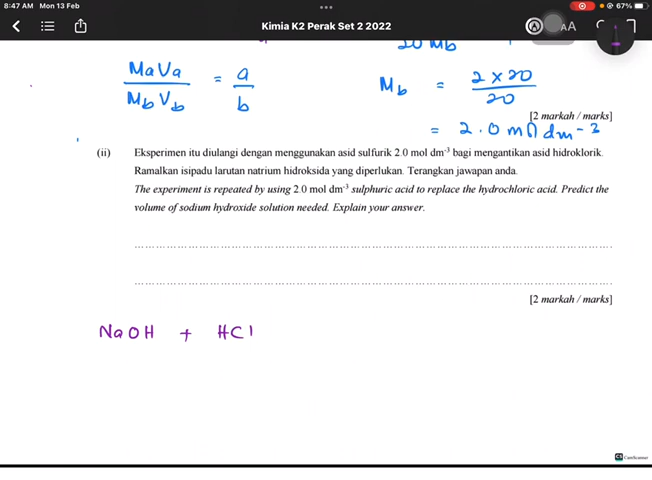 8:47 AM Mon 13 Feb
67%
Kimia K2 Perak Set 2 2022
AA
20 Mb
MaVa / MbVb = a / b
Mb = 2 × 20 / 20
[2 markah / marks]
= 2.0 mol dm-3
(ii) Eksperimen itu diulangi dengan menggunakan asid sulfurik 2.0 mol dm-3 bagi mengantikan asid hidroklorik.
Ramalkan isipadu larutan natrium hidroksida yang diperlukan. Terangkan jawapan anda.
The experiment is repeated by using 2.0 mol dm-3 sulphuric acid to replace the hydrochloric acid. Predict the
volume of sodium hydroxide solution needed. Explain your answer.
[2 markah / marks]
NaOH + HCl
CS CamScanner